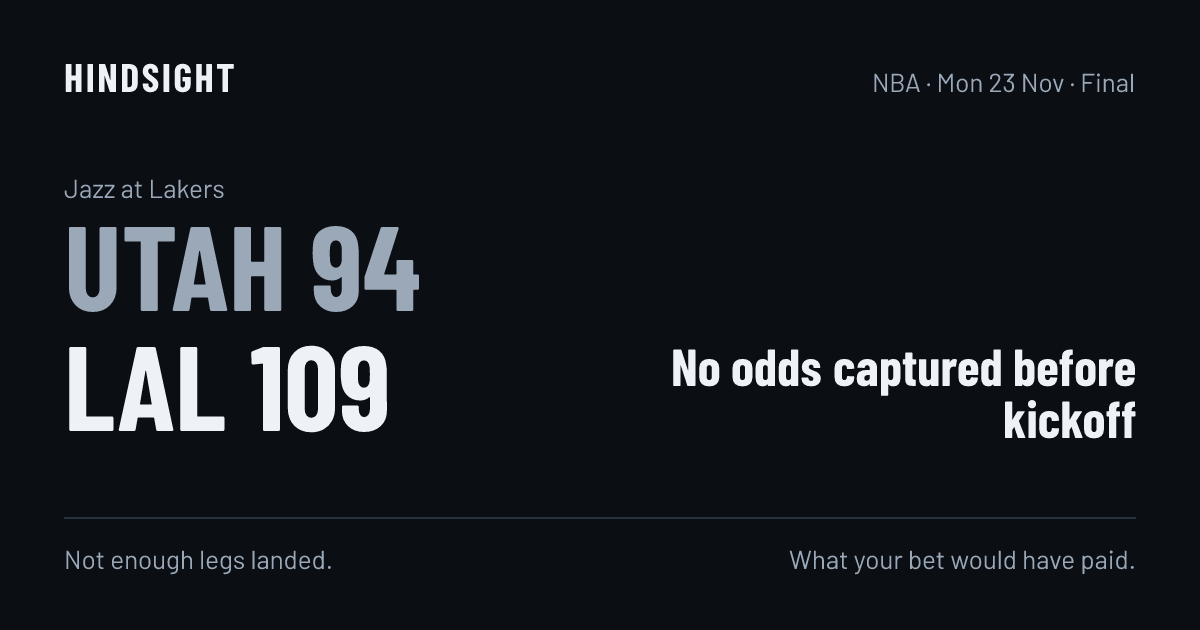 HINDSIGHT
NBA · Mon 23 Nov · Final
Jazz at Lakers
UTAH 94
LAL 109
No odds captured before
kickoff
Not enough legs landed.
What your bet would have paid.